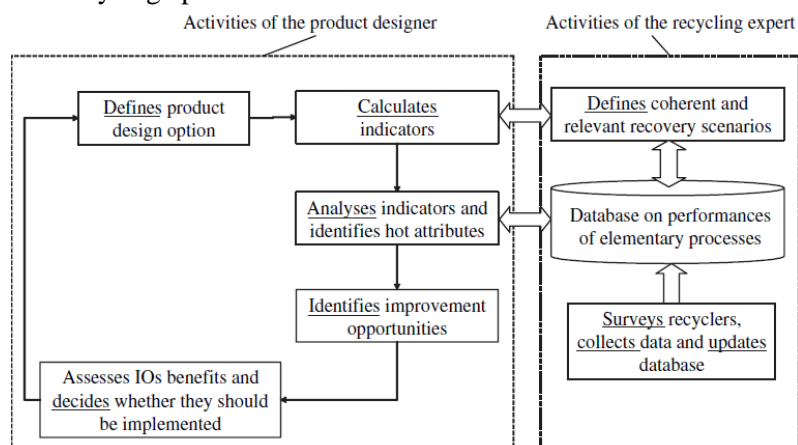 Activities of the product designer
Activities of the recycling expert
Defines product
design option
Calculates
indicators
Defines coherent and
relevant recovery scenarios
Analyses indicators and
identifies hot attributes
Database on performances
of elementary processes
Identifies improvement
opportunities
Surveys recyclers,
collects data and updates
database
Assesses IOs benefits and
decides whether they should
be implemented